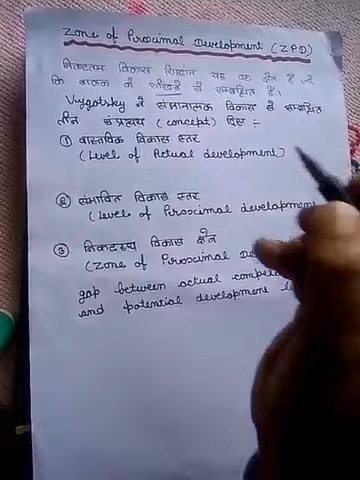 Zone of Proximal Development (ZPD)
निकटतम विकास सिद्धांत यह वह क्षेत्र है जो
कि बालक के सीखने से सम्बंधित है।
Vygotsky ने संज्ञानात्मक विकास से सम्बंधित
तीन संप्रत्यय (concept) दिए :-
① वास्तविक विकास स्तर
(Level of Actual development)
② संभावित विकास स्तर
(Level of Proximal development
③ निकटस्थ विकास क्षेत्र
(Zone of Proximal
gap between actual
and potential development